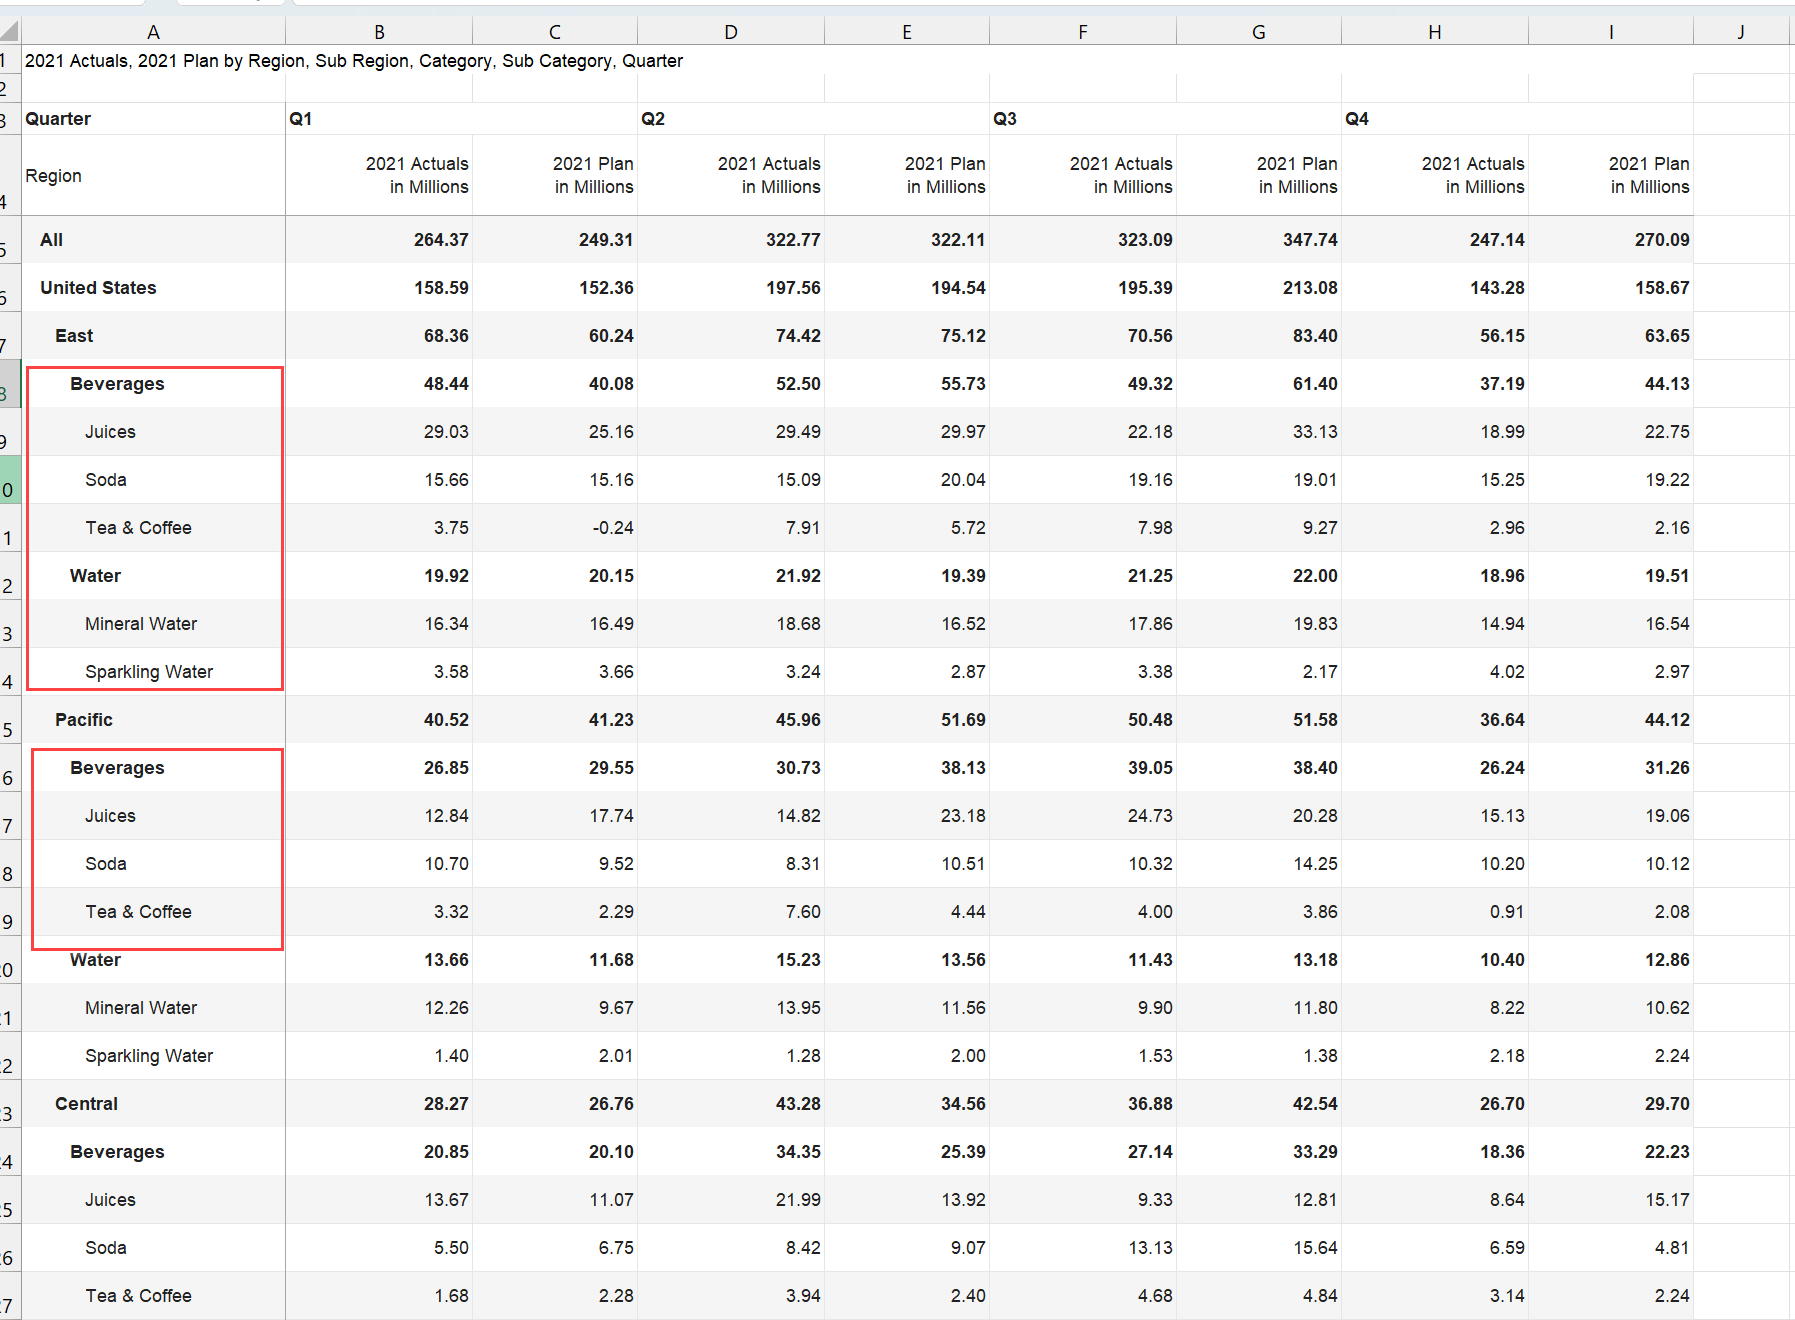 A B C D E F G H I J
1 2021 Actuals, 2021 Plan by Region, Sub Region, Category, Sub Category, Quarter
2
3 Quarter Q1 Q2 Q3 Q4
2021 Actuals 2021 Plan 2021 Actuals 2021 Plan 2021 Actuals 2021 Plan 2021 Actuals 2021 Plan
Region in Millions in Millions in Millions in Millions in Millions in Millions in Millions in Millions
4
5 All 264.37 249.31 322.77 322.11 323.09 347.74 247.14 270.09
6 United States 158.59 152.36 197.56 194.54 195.39 213.08 143.28 158.67
7 East 68.36 60.24 74.42 75.12 70.56 83.40 56.15 63.65
8 Beverages 48.44 40.08 52.50 55.73 49.32 61.40 37.19 44.13
9 Juices 29.03 25.16 29.49 29.97 22.18 33.13 18.99 22.75
0 Soda 15.66 15.16 15.09 20.04 19.16 19.01 15.25 19.22
1 Tea & Coffee 3.75 -0.24 7.91 5.72 7.98 9.27 2.96 2.16
2 Water 19.92 20.15 21.92 19.39 21.25 22.00 18.96 19.51
3 Mineral Water 16.34 16.49 18.68 16.52 17.86 19.83 14.94 16.54
4 Sparkling Water 3.58 3.66 3.24 2.87 3.38 2.17 4.02 2.97
5 Pacific 40.52 41.23 45.96 51.69 50.48 51.58 36.64 44.12
6 Beverages 26.85 29.55 30.73 38.13 39.05 38.40 26.24 31.26
7 Juices 12.84 17.74 14.82 23.18 24.73 20.28 15.13 19.06
8 Soda 10.70 9.52 8.31 10.51 10.32 14.25 10.20 10.12
9 Tea & Coffee 3.32 2.29 7.60 4.44 4.00 3.86 0.91 2.08
20 Water 13.66 11.68 15.23 13.56 11.43 13.18 10.40 12.86
21 Mineral Water 12.26 9.67 13.95 11.56 9.90 11.80 8.22 10.62
22 Sparkling Water 1.40 2.01 1.28 2.00 1.53 1.38 2.18 2.24
23 Central 28.27 26.76 43.28 34.56 36.88 42.54 26.70 29.70
24 Beverages 20.85 20.10 34.35 25.39 27.14 33.29 18.36 22.23
25 Juices 13.67 11.07 21.99 13.92 9.33 12.81 8.64 15.17
26 Soda 5.50 6.75 8.42 9.07 13.13 15.64 6.59 4.81
27 Tea & Coffee 1.68 2.28 3.94 2.40 4.68 4.84 3.14 2.24